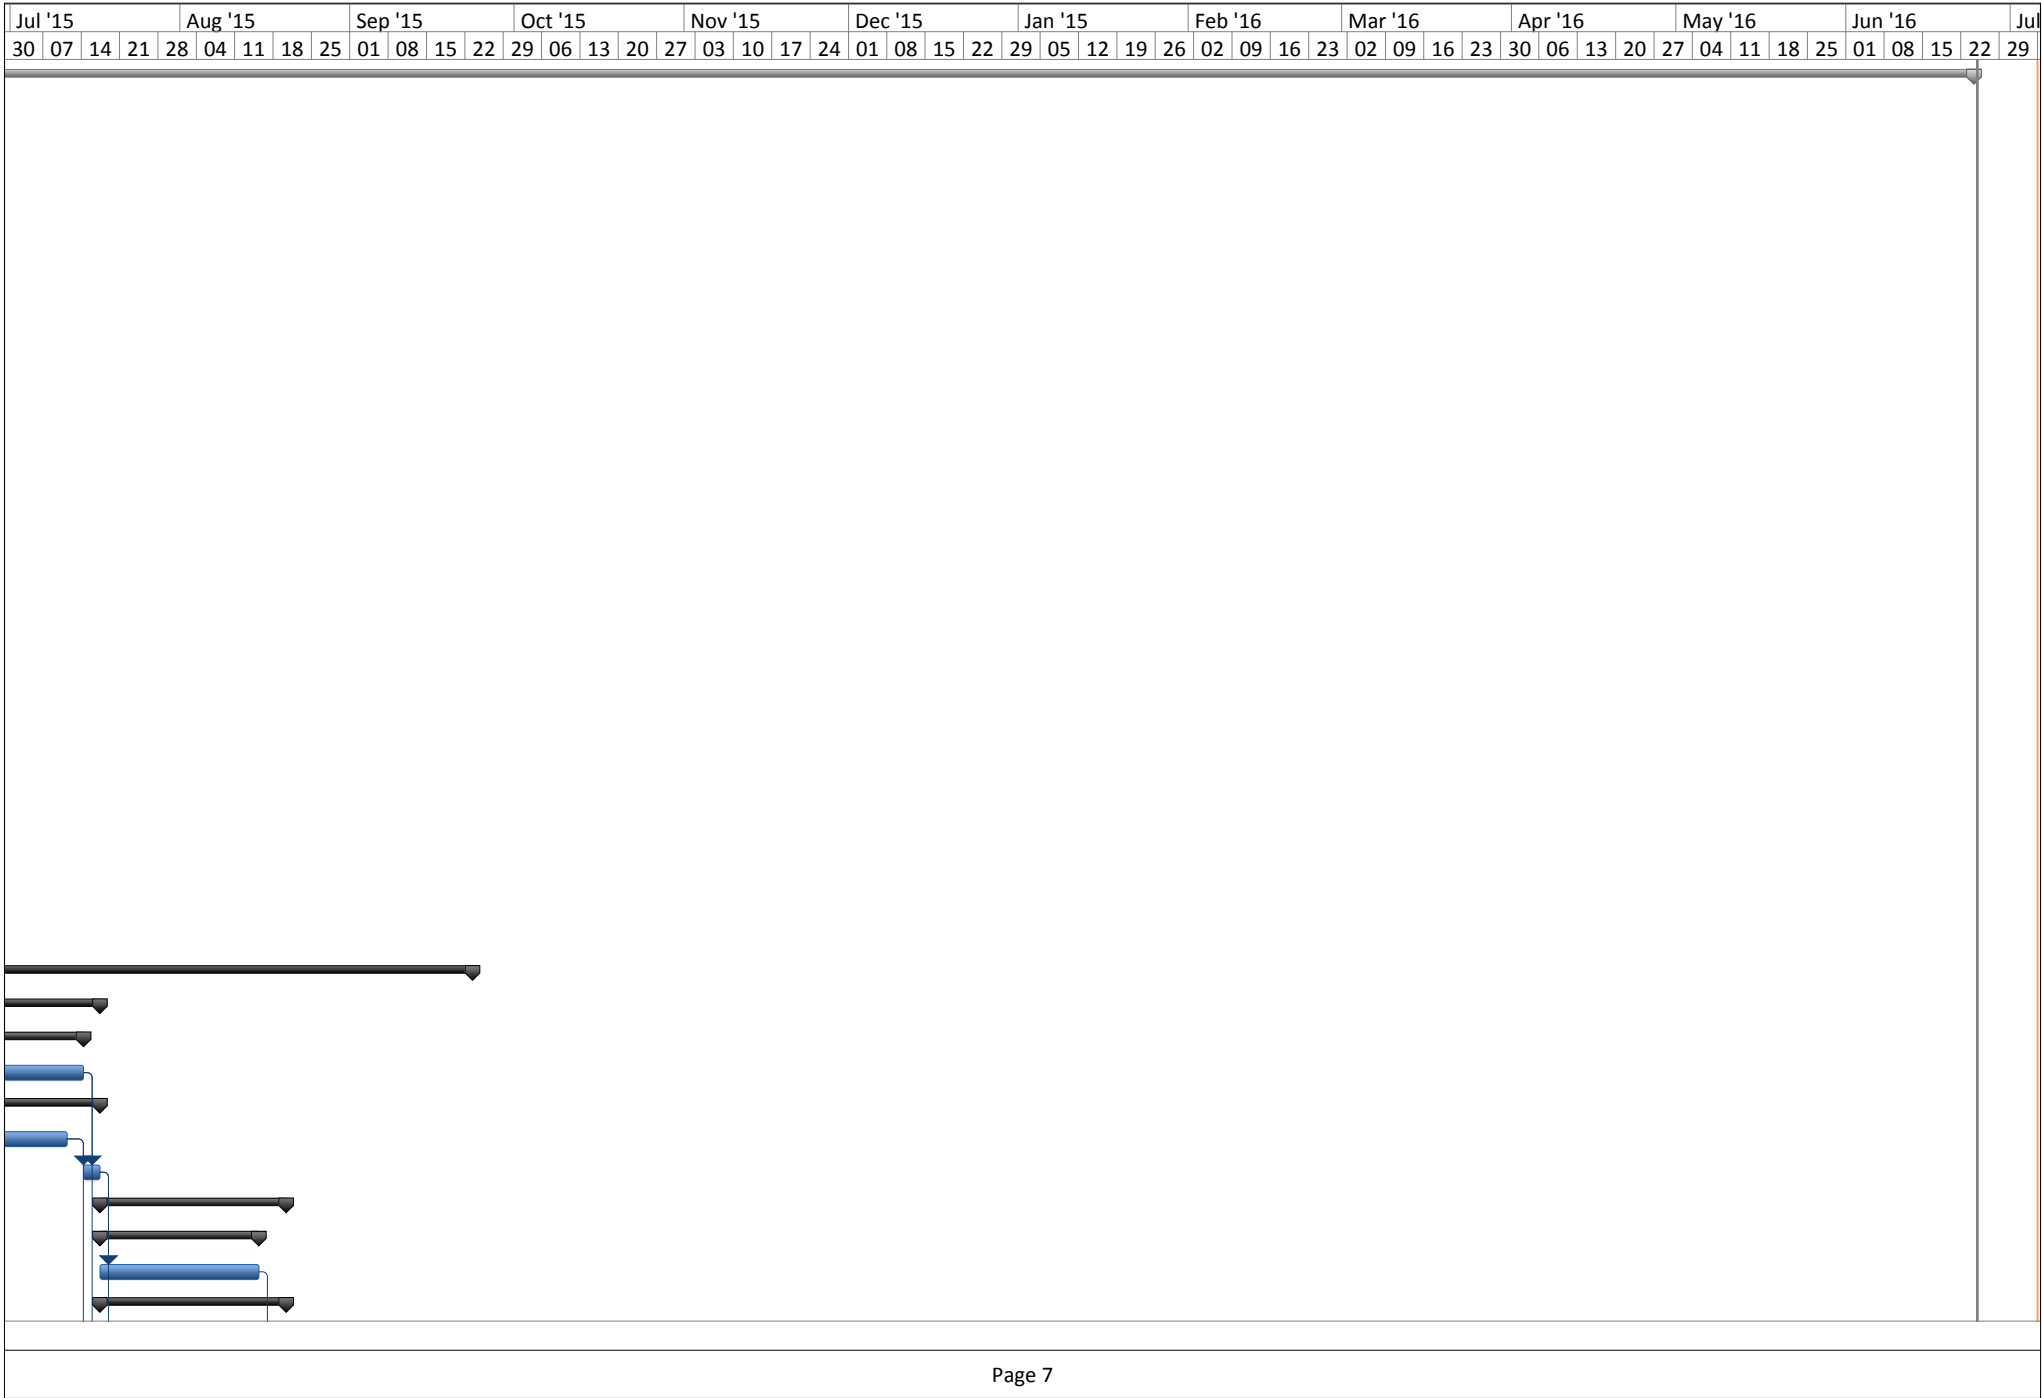 Jul '15 Aug '15 Sep '15 Oct '15 Nov '15 Dec '15 Jan '15 Feb '16 Mar '16 Apr '16 May '16 Jun '16 Jul
30 07 14 21 28 04 11 18 25 01 08 15 22 29 06 13 20 27 03 10 17 24 01 08 15 22 29 05 12 19 26 02 09 16 23 02 09 16 23 30 06 13 20 27 04 11 18 25 01 08 15 22 29
Page 7